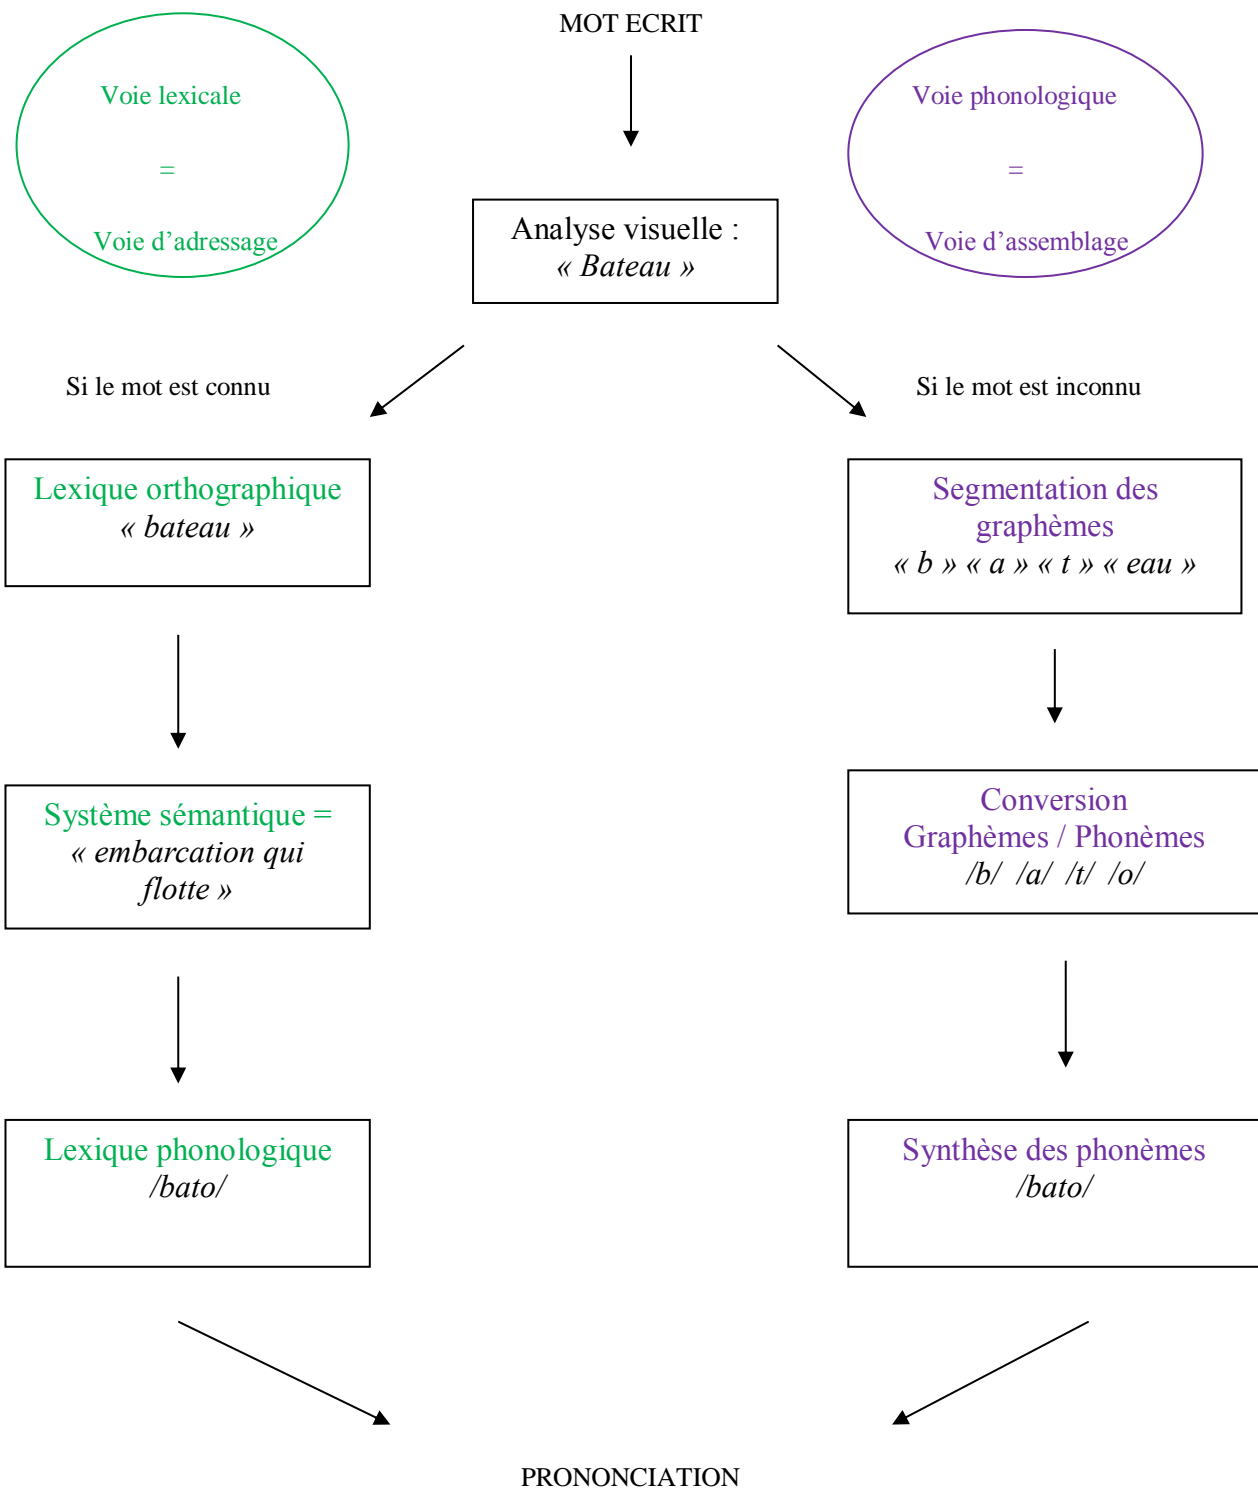 MOT ECRIT
Voie lexicale
=
Voie d’adressage
Voie phonologique
=
Voie d’assemblage
Analyse visuelle :
« Bateau »
Si le mot est connu
Si le mot est inconnu
Lexique orthographique
« bateau »
Segmentation des
graphèmes
« b » « a » « t » « eau »
Système sémantique =
« embarcation qui
flotte »
Conversion
Graphèmes / Phonèmes
/b/ /a/ /t/ /o/
Lexique phonologique
/bato/
Synthèse des phonèmes
/bato/
PRONONCIATION